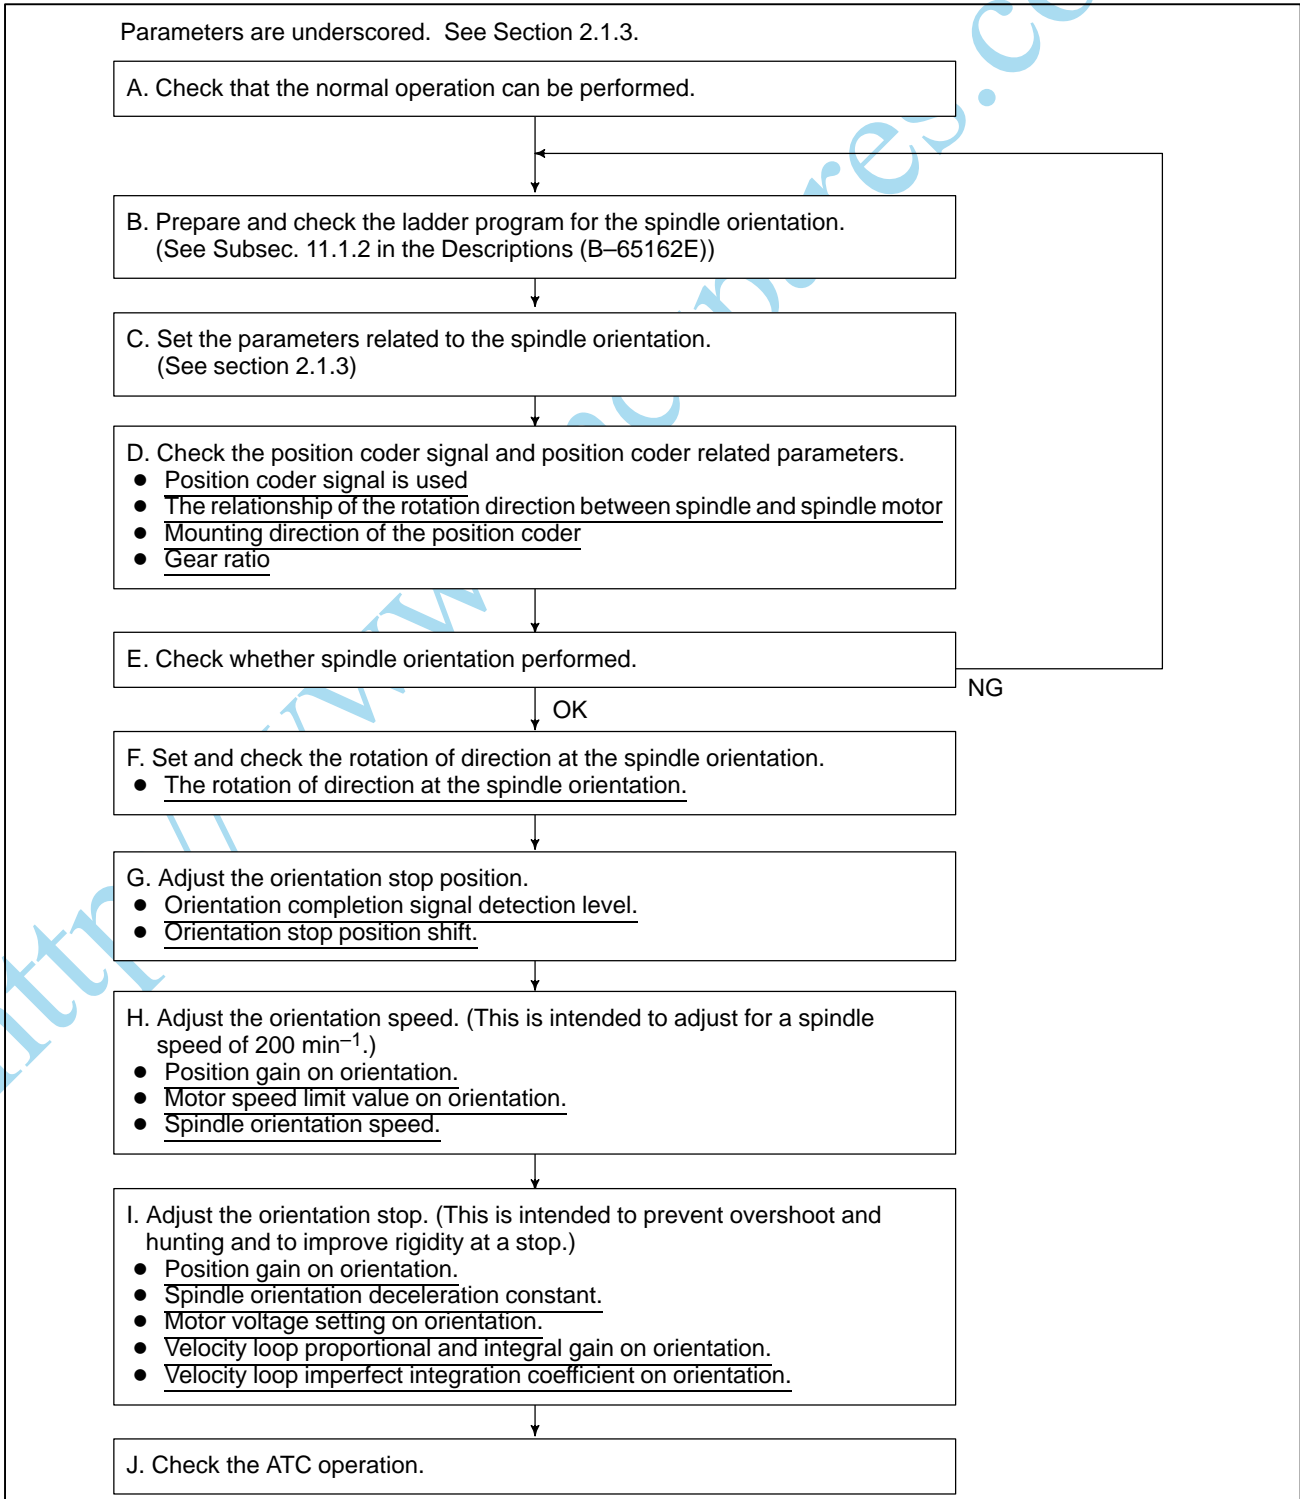 Parameters are underscored. See Section 2.1.3.
A. Check that the normal operation can be performed.
B. Prepare and check the ladder program for the spindle orientation.
(See Subsec. 11.1.2 in the Descriptions (B–65162E))
C. Set the parameters related to the spindle orientation.
(See section 2.1.3)
D. Check the position coder signal and position coder related parameters.
● Position coder signal is used
● The relationship of the rotation direction between spindle and spindle motor
● Mounting direction of the position coder
● Gear ratio
E. Check whether spindle orientation performed.
NG
OK
F. Set and check the rotation of direction at the spindle orientation.
● The rotation of direction at the spindle orientation.
G. Adjust the orientation stop position.
● Orientation completion signal detection level.
● Orientation stop position shift.
H. Adjust the orientation speed. (This is intended to adjust for a spindle
speed of 200 min⁻¹.)
● Position gain on orientation.
● Motor speed limit value on orientation.
● Spindle orientation speed.
I. Adjust the orientation stop. (This is intended to prevent overshoot and
hunting and to improve rigidity at a stop.)
● Position gain on orientation.
● Spindle orientation deceleration constant.
● Motor voltage setting on orientation.
● Velocity loop proportional and integral gain on orientation.
● Velocity loop imperfect integration coefficient on orientation.
J. Check the ATC operation.